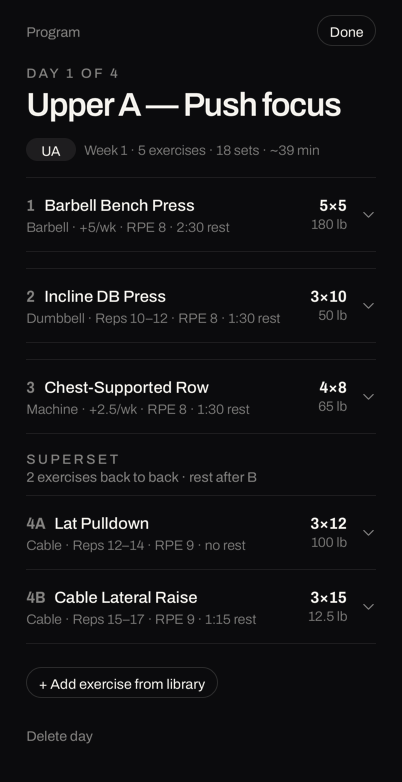 Program
Done
DAY 1 OF 4
Upper A — Push focus
UA
Week 1 · 5 exercises · 18 sets · ~39 min
1 Barbell Bench Press 5×5
Barbell · +5/wk · RPE 8 · 2:30 rest 180 lb
2 Incline DB Press 3×10
Dumbbell · Reps 10–12 · RPE 8 · 1:30 rest 50 lb
3 Chest-Supported Row 4×8
Machine · +2.5/wk · RPE 8 · 1:30 rest 65 lb
SUPERSET
2 exercises back to back · rest after B
4A Lat Pulldown 3×12
Cable · Reps 12–14 · RPE 9 · no rest 100 lb
4B Cable Lateral Raise 3×15
Cable · Reps 15–17 · RPE 9 · 1:15 rest 12.5 lb
+ Add exercise from library
Delete day